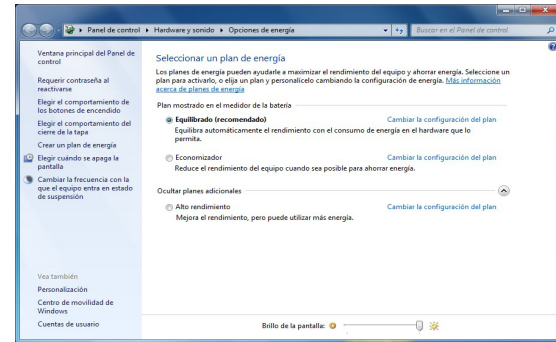 Panel de control ▸ Hardware y sonido ▸ Opciones de energía
Buscar en el Panel de control
Ventana principal del Panel de
control
Requerir contraseña al
reactivarse
Elegir el comportamiento de
los botones de encendido
Elegir el comportamiento del
cierre de la tapa
Crear un plan de energía
Elegir cuándo se apaga la
pantalla
Cambiar la frecuencia con la
que el equipo entra en estado
de suspensión
Vea también
Personalización
Centro de movilidad de
Windows
Cuentas de usuario
Seleccionar un plan de energía
Los planes de energía pueden ayudarle a maximizar el rendimiento del equipo y ahorrar energía. Seleccione un
plan para activarlo, o elija un plan y personalícelo cambiando la configuración de energía. Más información
acerca de planes de energía
Plan mostrado en el medidor de la batería
Equilibrado (recomendado) Cambiar la configuración del plan
Equilibra automáticamente el rendimiento con el consumo de energía en el hardware que lo
permita.
Economizador Cambiar la configuración del plan
Reduce el rendimiento del equipo cuando sea posible para ahorrar energía.
Ocultar planes adicionales
Alto rendimiento Cambiar la configuración del plan
Mejora el rendimiento, pero puede utilizar más energía.
Brillo de la pantalla: